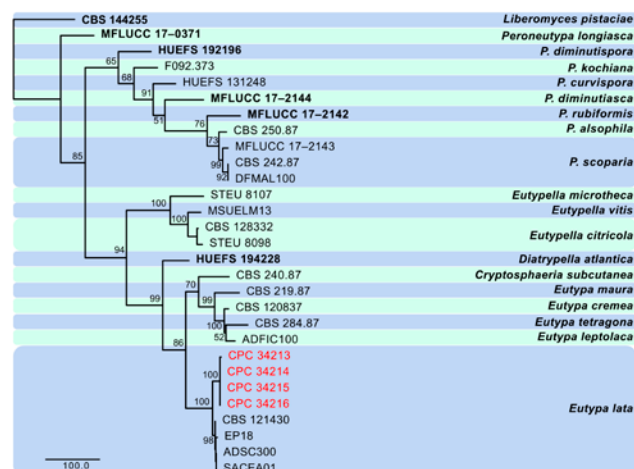 CBS 144255 Liberomyces pistaciae
MFLUCC 17-0371 Peroneutypa longiasca
HUEFS 192196 P. diminutispora
65
F092.373 P. kochiana
68
HUEFS 131248 P. curvispora
91
MFLUCC 17-2144 P. diminutiasca
51
MFLUCC 17-2142 P. rubiformis
76
CBS 250.87 P. alsophila
73
MFLUCC 17-2143
85
99
CBS 242.87 P. scoparia
92
DFMAL100
STEU 8107 Eutypella microtheca
100
MSUELM13 Eutypella vitis
100
CBS 128332
Eutypella citricola
STEU 8098
94
HUEFS 194228 Diatrypella atlantica
CBS 240.87 Cryptosphaeria subcutanea
70
CBS 219.87 Eutypa maura
99
99
CBS 120837 Eutypa cremea
100
CBS 284.87 Eutypa tetragona
52
ADFIC100 Eutypa leptolaca
86
CPC 34213
CPC 34214
100
CPC 34215
CPC 34216
100
Eutypa lata
CBS 121430
98
EP18
ADSC300
100.0
SACEA01